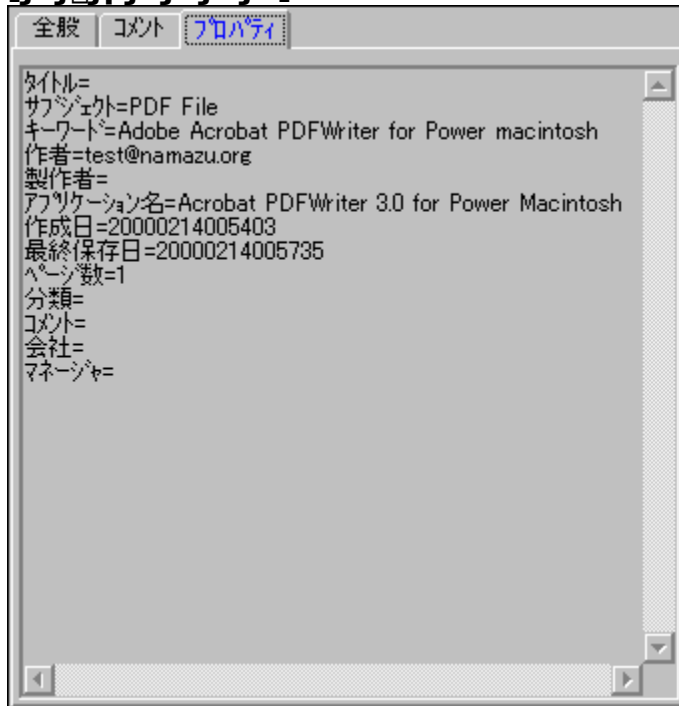 全般 コメント プロパティ
タイトル=
サブジェクト=PDF File
キーワード=Adobe Acrobat PDFWriter for Power macintosh
作者=test@namazu.org
製作者=
アプリケーション名=Acrobat PDFWriter 3.0 for Power Macintosh
作成日=20000214005403
最終保存日=20000214005735
ページ数=1
分類=
コメント=
会社=
マネージャ=